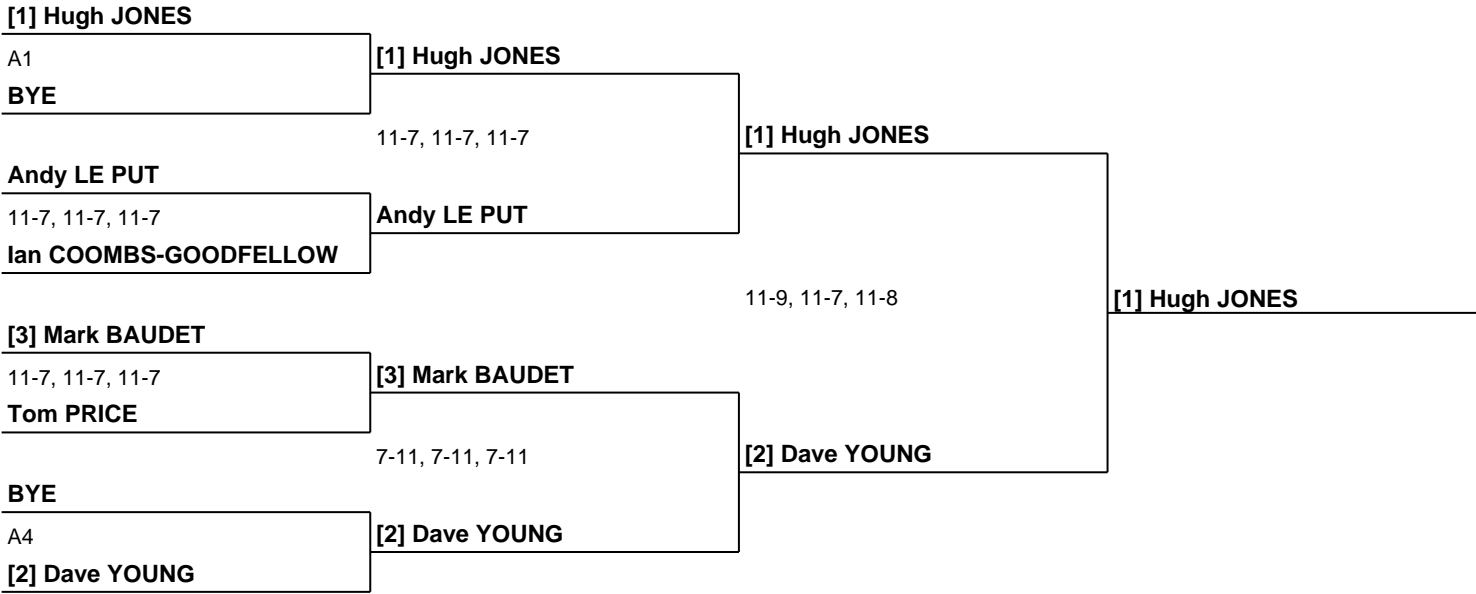 [1] Hugh JONES
A1
[1] Hugh JONES
BYE
11-7, 11-7, 11-7
[1] Hugh JONES
Andy LE PUT
11-7, 11-7, 11-7
Andy LE PUT
Ian COOMBS-GOODFELLOW
11-9, 11-7, 11-8
[1] Hugh JONES
[3] Mark BAUDET
11-7, 11-7, 11-7
[3] Mark BAUDET
Tom PRICE
7-11, 7-11, 7-11
[2] Dave YOUNG
BYE
A4
[2] Dave YOUNG
[2] Dave YOUNG